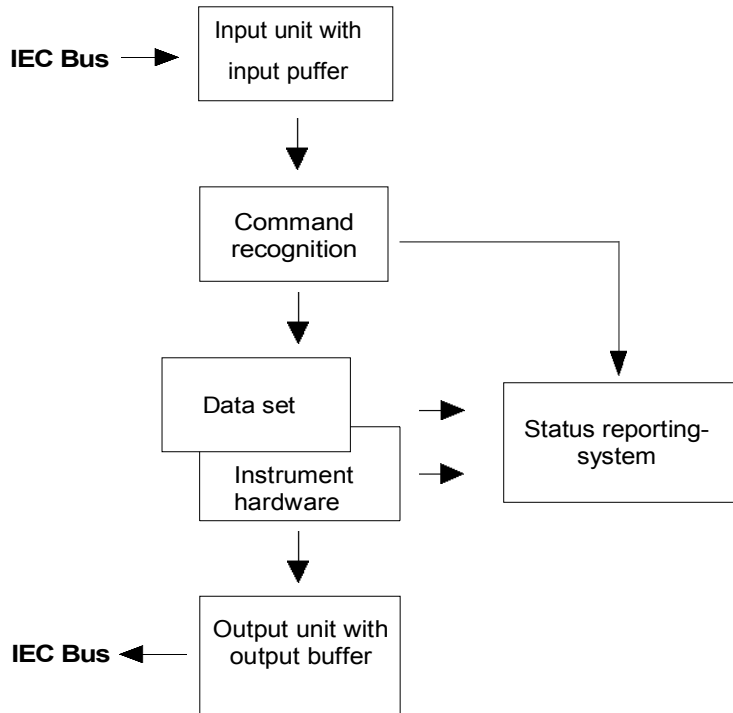 Input unit with
input puffer
IEC Bus
Command
recognition
Data set
Instrument
hardware
Status reporting-
system
Output unit with
output buffer
IEC Bus